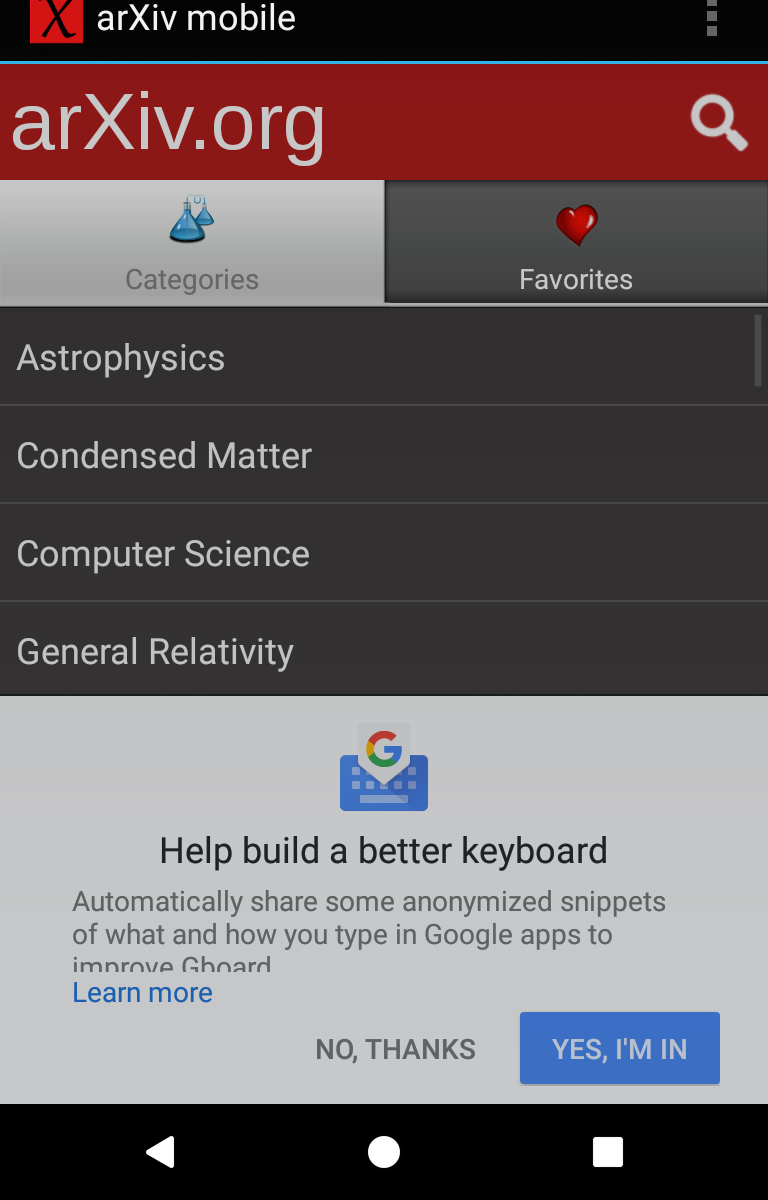 arXiv mobile
arXiv.org
Categories
Favorites
Astrophysics
Condensed Matter
Computer Science
General Relativity
Help build a better keyboard
Automatically share some anonymized snippets
of what and how you type in Google apps to
improve Gboard
Learn more
NO, THANKS
YES, I'M IN